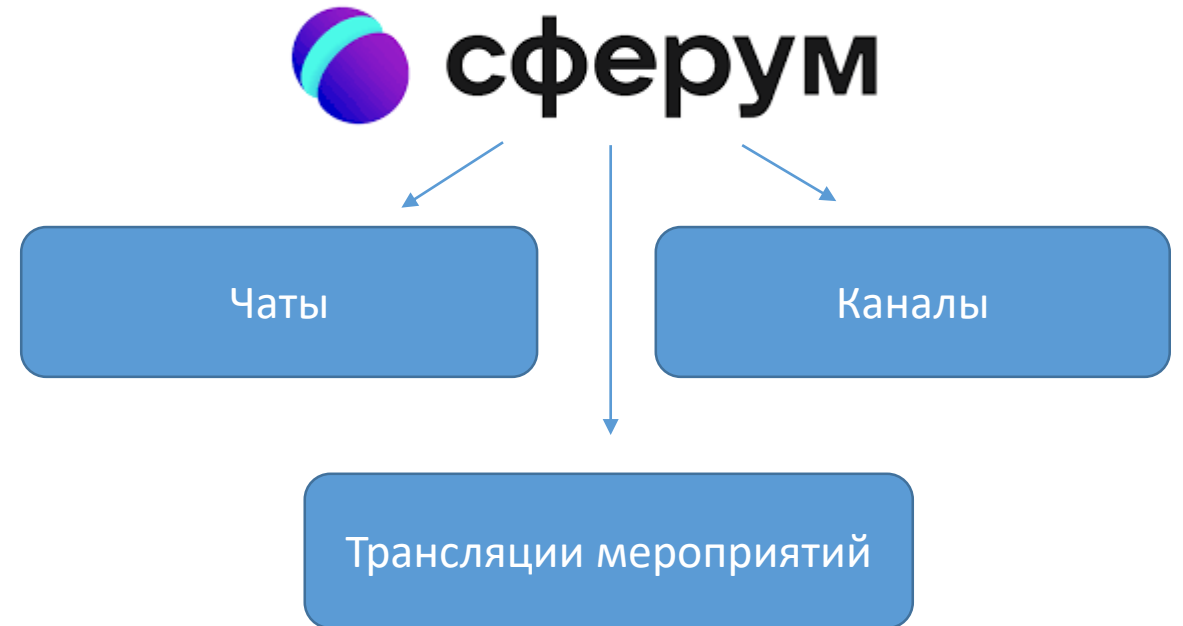 сферум
Чаты
Каналы
Трансляции мероприятий